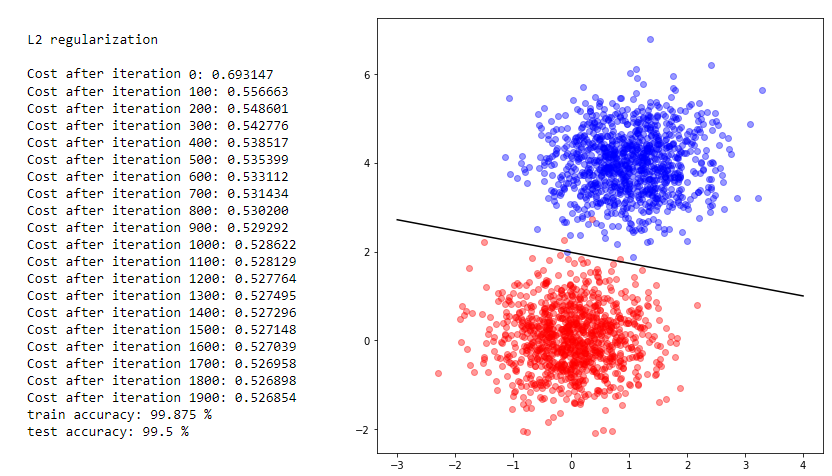 L2 regularization
Cost after iteration 0: 0.693147
Cost after iteration 100: 0.556663
Cost after iteration 200: 0.548601
Cost after iteration 300: 0.542776
Cost after iteration 400: 0.538517
Cost after iteration 500: 0.535399
Cost after iteration 600: 0.533112
Cost after iteration 700: 0.531434
Cost after iteration 800: 0.530200
Cost after iteration 900: 0.529292
Cost after iteration 1000: 0.528622
Cost after iteration 1100: 0.528129
Cost after iteration 1200: 0.527764
Cost after iteration 1300: 0.527495
Cost after iteration 1400: 0.527296
Cost after iteration 1500: 0.527148
Cost after iteration 1600: 0.527039
Cost after iteration 1700: 0.526958
Cost after iteration 1800: 0.526898
Cost after iteration 1900: 0.526854
train accuracy: 99.875 %
test accuracy: 99.5 %
6
4
2
0
−2
−3 −2 −1 0 1 2 3 4